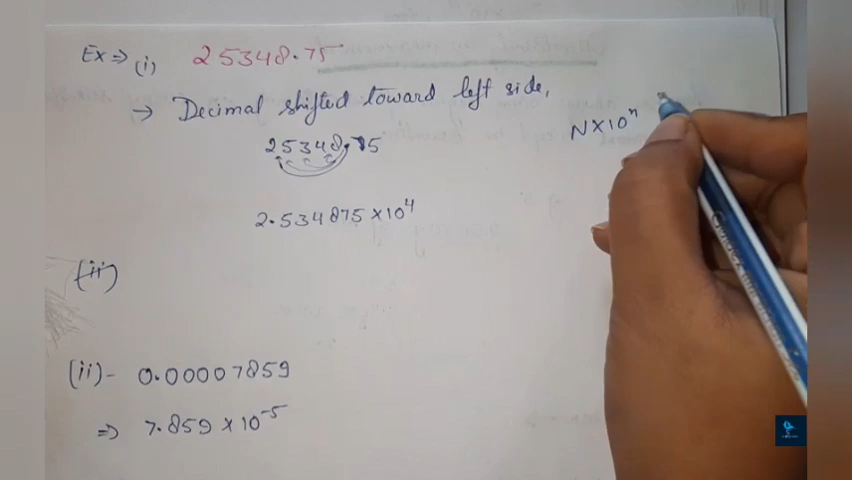 Ex⇒ (i) 25348.75
→ Decimal shifted toward left side,
N×10ⁿ
25348.75
2.534875×10⁴
(ii)
(ii)- 0.00007859
⇒ 7.859 × 10⁻⁵